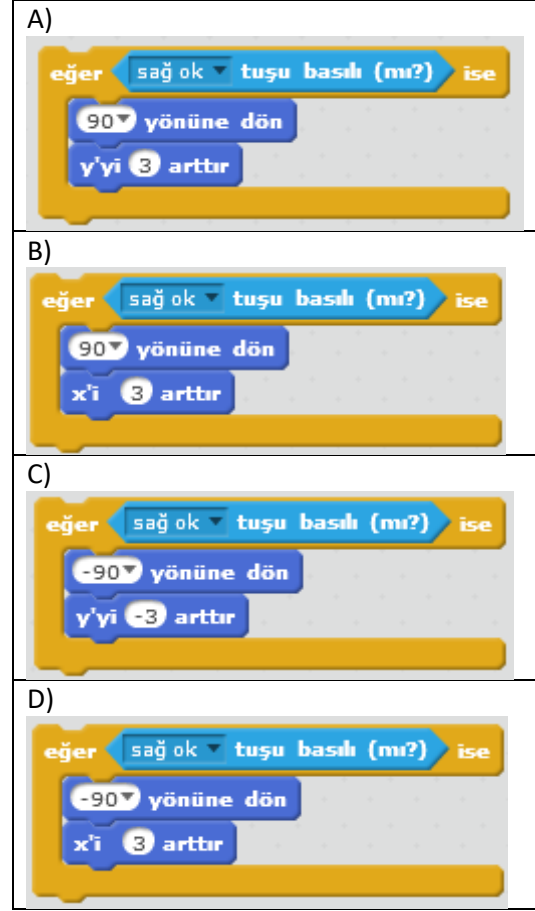 A)
eğer sağ ok tuşu basılı (mı?) ise
90 yönüne dön
y'yi 3 arttır
B)
eğer sağ ok tuşu basılı (mı?) ise
90 yönüne dön
x'i 3 arttır
C)
eğer sağ ok tuşu basılı (mı?) ise
-90 yönüne dön
y'yi -3 arttır
D)
eğer sağ ok tuşu basılı (mı?) ise
-90 yönüne dön
x'i 3 arttır